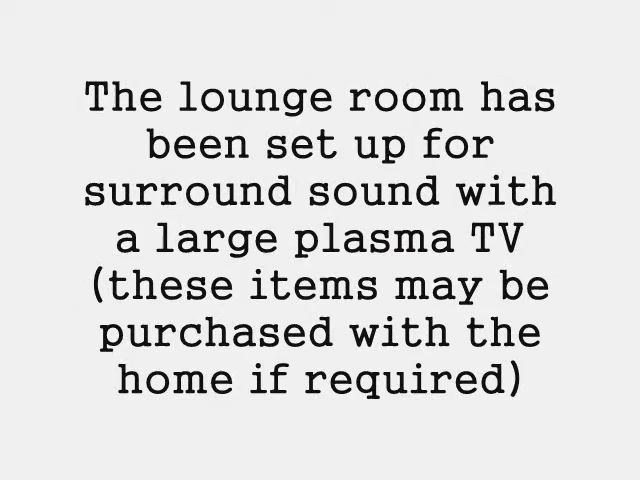 The lounge room has
been set up for
surround sound with
a large plasma TV
(these items may be
purchased with the
home if required)